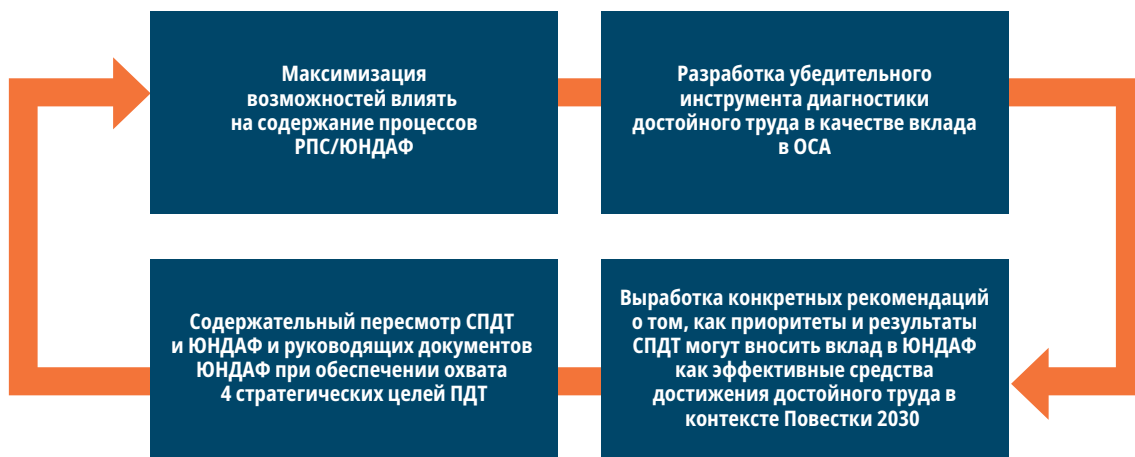 Максимизация
возможностей влиять
на содержание процессов
РПС/ЮНДАФ
Разработка убедительного
инструмента диагностики
достойного труда в качестве вклада
в ОСА
Содержательный пересмотр СПДТ
и ЮНДАФ и руководящих документов
ЮНДАФ при обеспечении охвата
4 стратегических целей ПДТ
Выработка конкретных рекомендаций
о том, как приоритеты и результаты
СПДТ могут вносить вклад в ЮНДАФ
как эффективные средства
достижения достойного труда в
контексте Повестки 2030